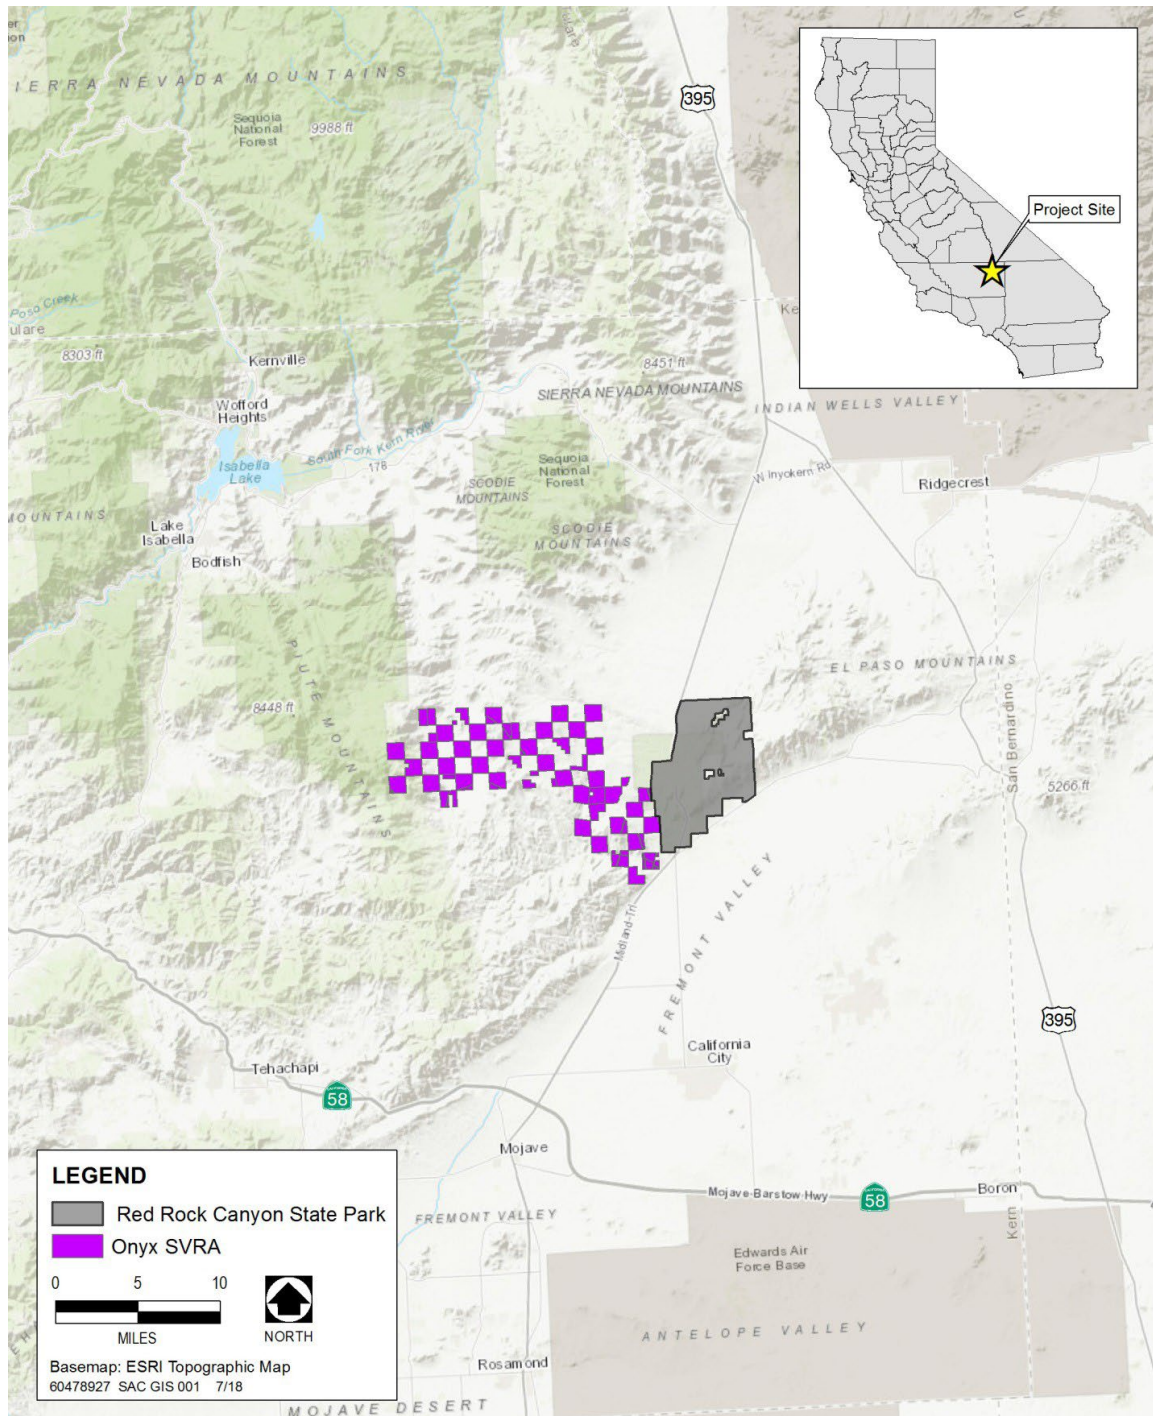 SIERRA NEVADA MOUNTAINS
Sequoia
National
Forest
9988 ft
395
Project Site
Poso Creek
ulare
Ke
8303 ft
Kernville
8451 ft
SIERRA NEVADA MOUNTAINS
INDIAN WELLS VALLEY
Wofford
Heights
South Fork Kern River
178
Isabella
Lake
Sequoia
National
Forest
SCODIE
MOUNTAINS
W Inyokern Rd
Ridgecrest
MOUNTAINS
Lake
Isabella
SCODIE
MOUNTAINS
Bodfish
PIUTE MOUNTAINS
EL PASO MOUNTAINS
8448 ft
San Bernardino
5266 ft
Midland-Trl
FREMONT VALLEY
395
California
City
Tehachapi
58
Mojave
Mojave-Barstow Hwy
58
Boron
Kern
FREMONT VALLEY
Edwards Air
Force Base
ANTELOPE VALLEY
Rosamond
MOJAVE DESERT
LEGEND
Red Rock Canyon State Park
Onyx SVRA
0 5 10
MILES
NORTH
Basemap: ESRI Topographic Map
60478927 SAC GIS 001 7/18